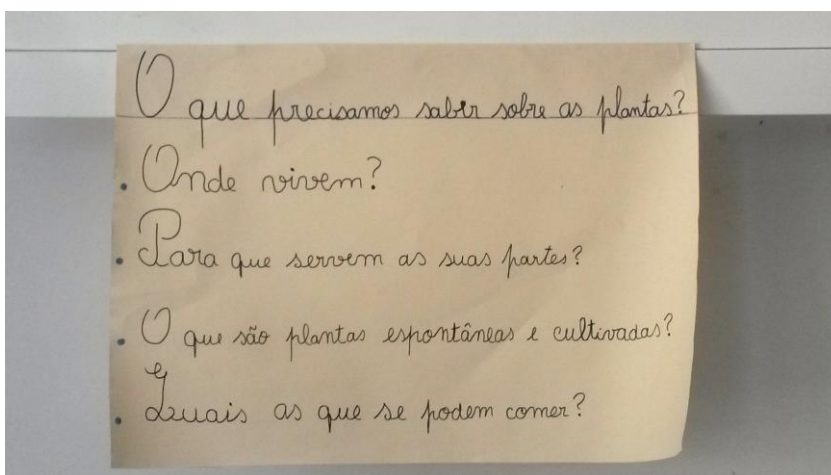 O que precisamos saber sobre as plantas?
. Onde vivem?
. Para que servem as suas partes?
. O que são plantas espontâneas e cultivadas?
. Quais as que se podem comer?